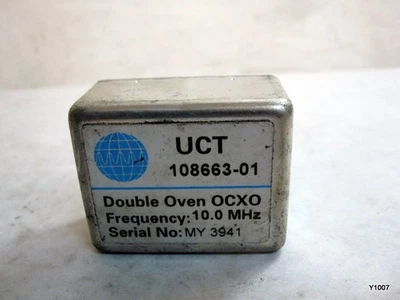 UCT
108663-01
Double Oven OCXO
Frequency: 10.0 MHz
Serial No: MY 3941
Y1007